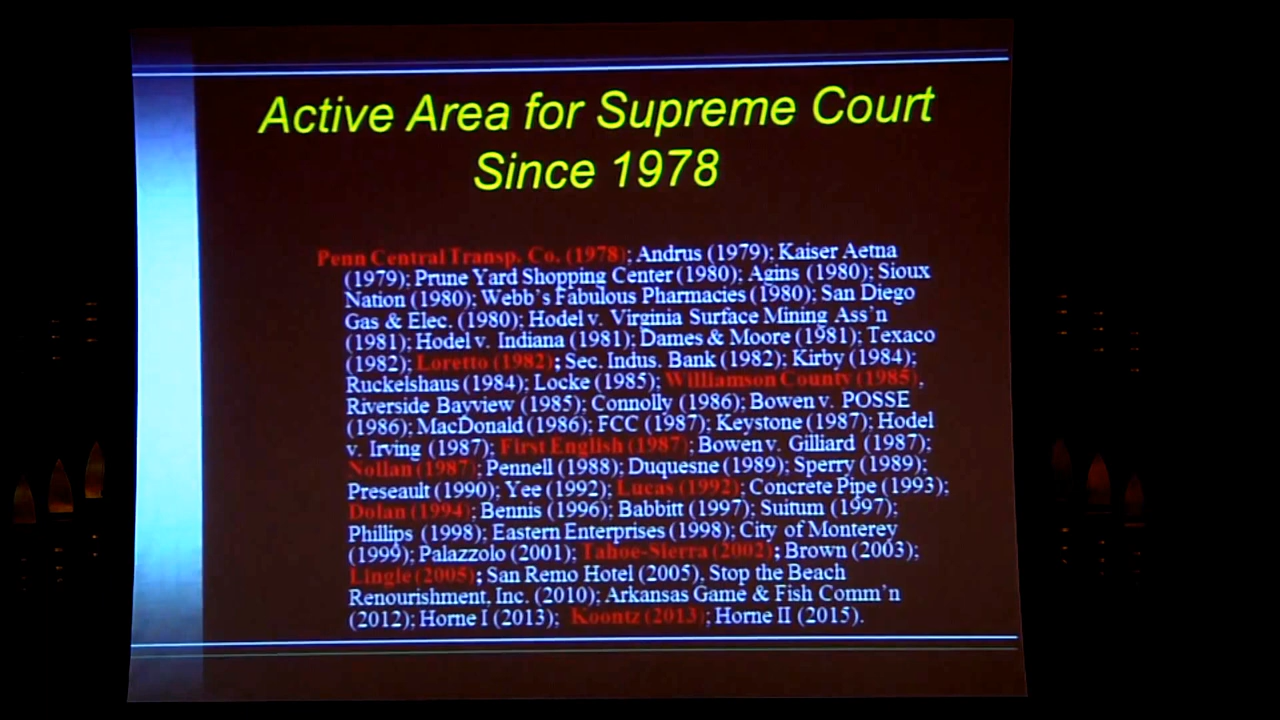 Active Area for Supreme Court
Since 1978
Penn Central Transp. Co. (1978); Andrus (1979); Kaiser Aetna
(1979); Prune Yard Shopping Center (1980); Agins (1980); Sioux
Nation (1980); Webb's Fabulous Pharmacies (1980); San Diego
Gas & Elec. (1980); Hodel v. Virginia Surface Mining Ass'n
(1981); Hodel v. Indiana (1981); Dames & Moore (1981); Texaco
(1982); Loretto (1982); Sec. Indus. Bank (1982); Kirby (1984);
Ruckelshaus (1984); Locke (1985); Williamson County (1985),
Riverside Bayview (1985); Connolly (1986); Bowen v. POSSE
(1986); MacDonald (1986); FCC (1987); Keystone (1987); Hodel
v. Irving (1987); First English (1987); Bowen v. Gilliard (1987);
Nollan (1987); Pennell (1988); Duquesne (1989); Sperry (1989);
Preseault (1990); Yee (1992); Lucas (1992); Concrete Pipe (1993);
Dolan (1994); Bennis (1996); Babbitt (1997); Suitum (1997);
Phillips (1998); Eastern Enterprises (1998); City of Monterey
(1999); Palazzolo (2001); Tahoe-Sierra (2002); Brown (2003);
Lingle (2005); San Remo Hotel (2005), Stop the Beach
Renourishment, Inc. (2010); Arkansas Game & Fish Comm'n
(2012); Horne I (2013); Koontz (2013); Horne II (2015).